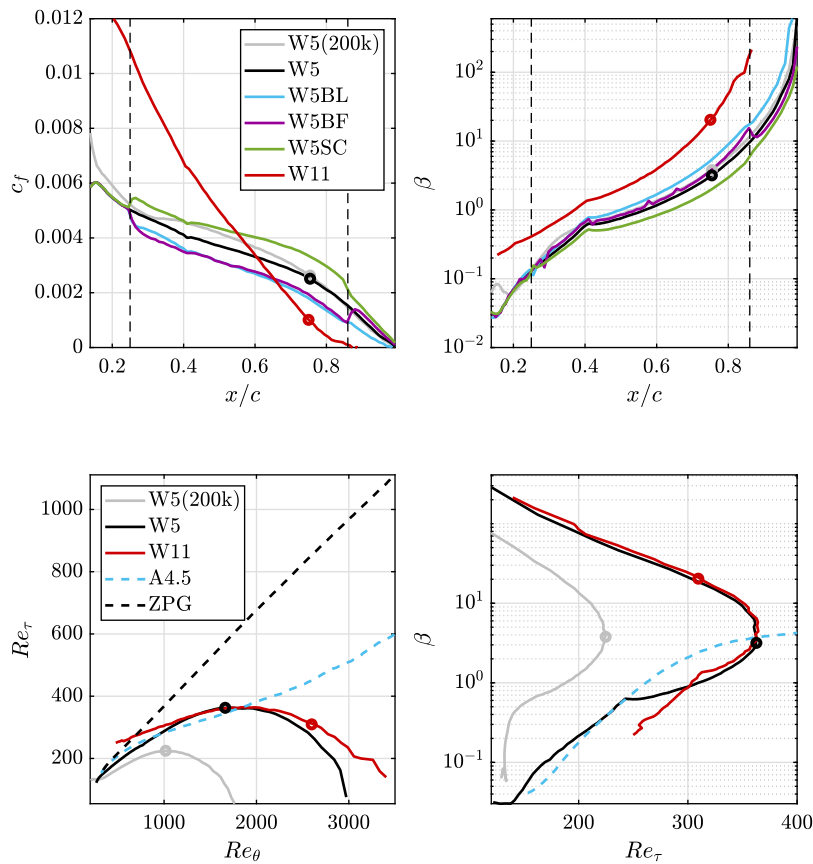 0.012
0.01
0.008
0.006
0.004
0.002
0
c_f
0.2 0.4 0.6 0.8
x/c
W5(200k)
W5
W5BL
W5BF
W5SC
W11
10^2
10^1
10^0
10^{-1}
10^{-2}
β
0.2 0.4 0.6 0.8
x/c
1000
800
600
400
200
Re_τ
1000 2000 3000
Re_θ
W5(200k)
W5
W11
A4.5
ZPG
10^1
10^0
10^{-1}
β
200 300 400
Re_τ